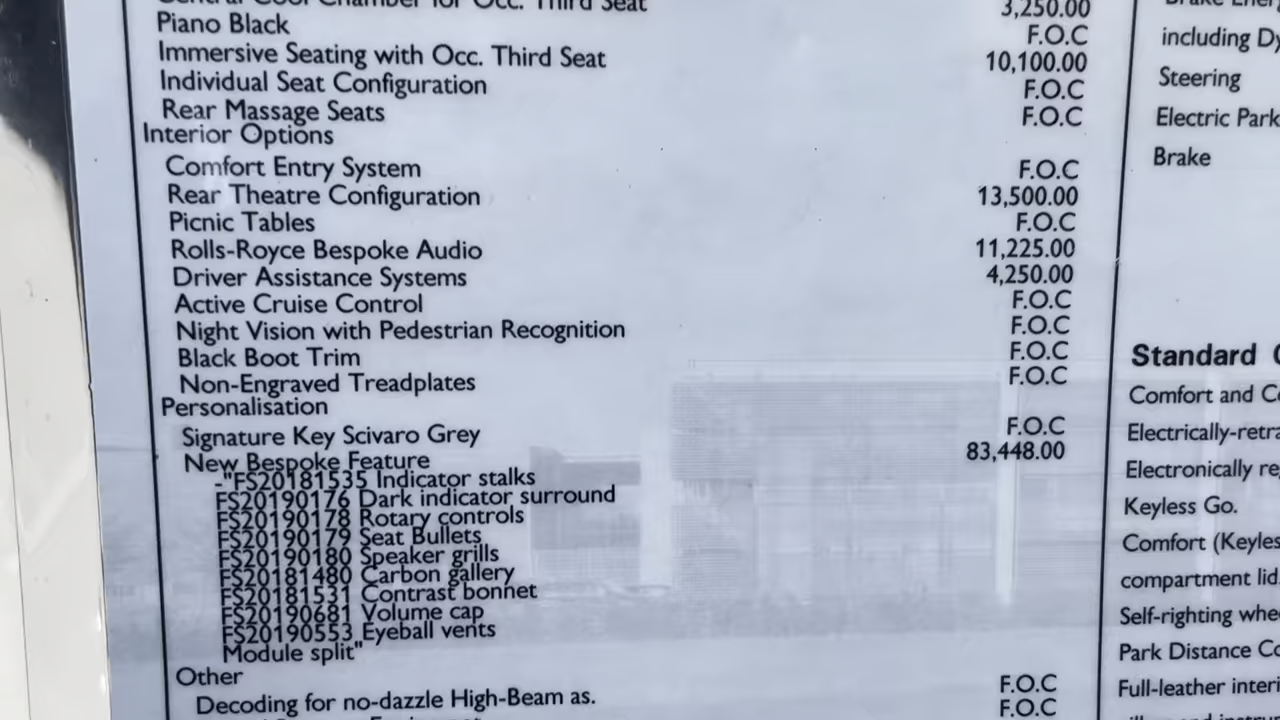 Central Cool Chamber for Occ. Third Seat 3,250.00
Piano Black F.O.C
Immersive Seating with Occ. Third Seat 10,100.00
Individual Seat Configuration F.O.C
Rear Massage Seats F.O.C
Interior Options
Comfort Entry System F.O.C
Rear Theatre Configuration 13,500.00
Picnic Tables F.O.C
Rolls-Royce Bespoke Audio 11,225.00
Driver Assistance Systems 4,250.00
Active Cruise Control F.O.C
Night Vision with Pedestrian Recognition F.O.C
Black Boot Trim F.O.C
Non-Engraved Treadplates F.O.C
Personalisation
Signature Key Scivaro Grey F.O.C
New Bespoke Feature 83,448.00
-"FS20181535 Indicator stalks
FS20190176 Dark indicator surround
FS20190178 Rotary controls
FS20190179 Seat Bullets
FS20190180 Speaker grills
FS20181480 Carbon gallery
FS20181531 Contrast bonnet
FS20190681 Volume cap
FS20190553 Eyeball vents
Module split"
Other
Decoding for no-dazzle High-Beam as. F.O.C
F.O.C
including
Steering
Electric Park
Brake
Standard
Comfort and
Electrically-retra
Electronically
Keyless Go.
Comfort (Keyles
compartment lid.
Self-righting whe
Park Distance
Full-leather interi